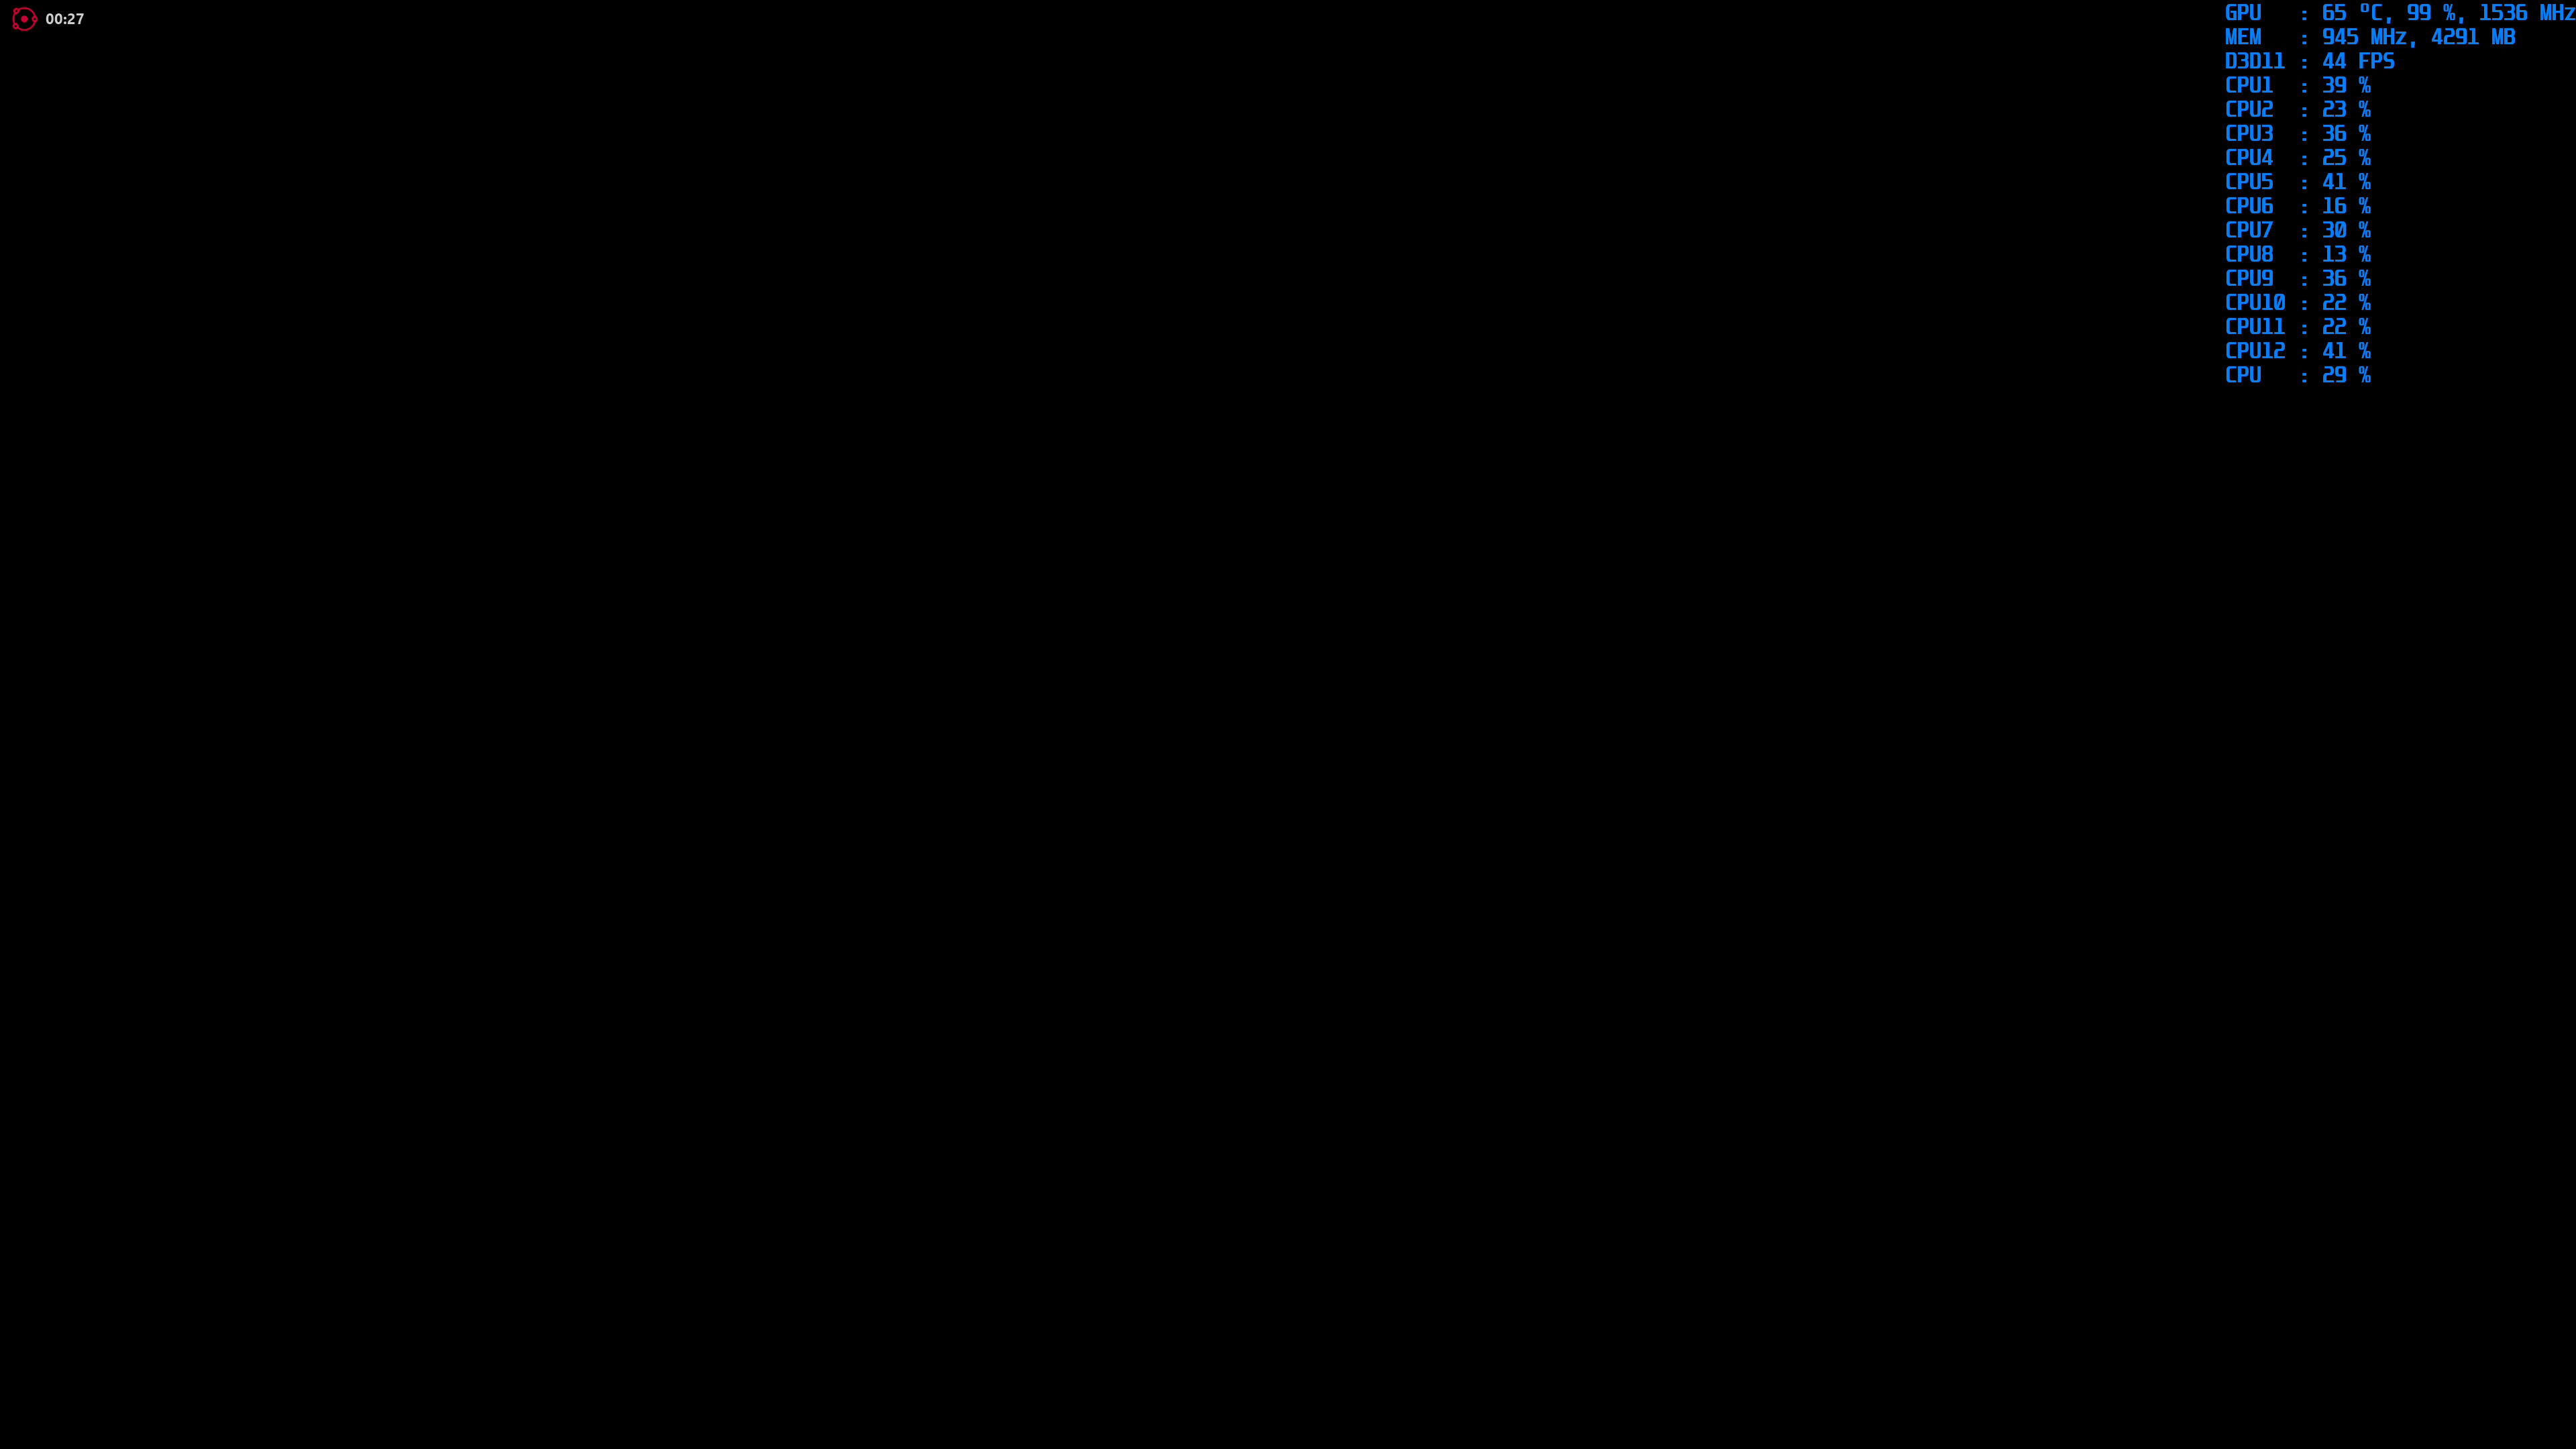 00:27
GPU : 65 °C, 99 %, 1536 MHz
MEM : 945 MHz, 4291 MB
D3D11 : 44 FPS
CPU1 : 39 %
CPU2 : 23 %
CPU3 : 36 %
CPU4 : 25 %
CPU5 : 41 %
CPU6 : 16 %
CPU7 : 30 %
CPU8 : 13 %
CPU9 : 36 %
CPU10 : 22 %
CPU11 : 22 %
CPU12 : 41 %
CPU : 29 %